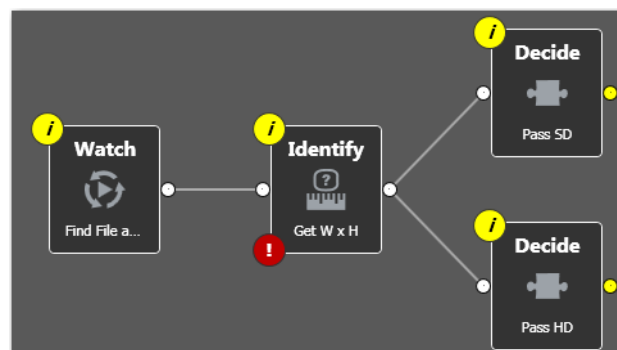 i
Decide
Pass SD
i
Watch
Find File a...
i
Identify
?
Get W x H
!
i
Decide
Pass HD